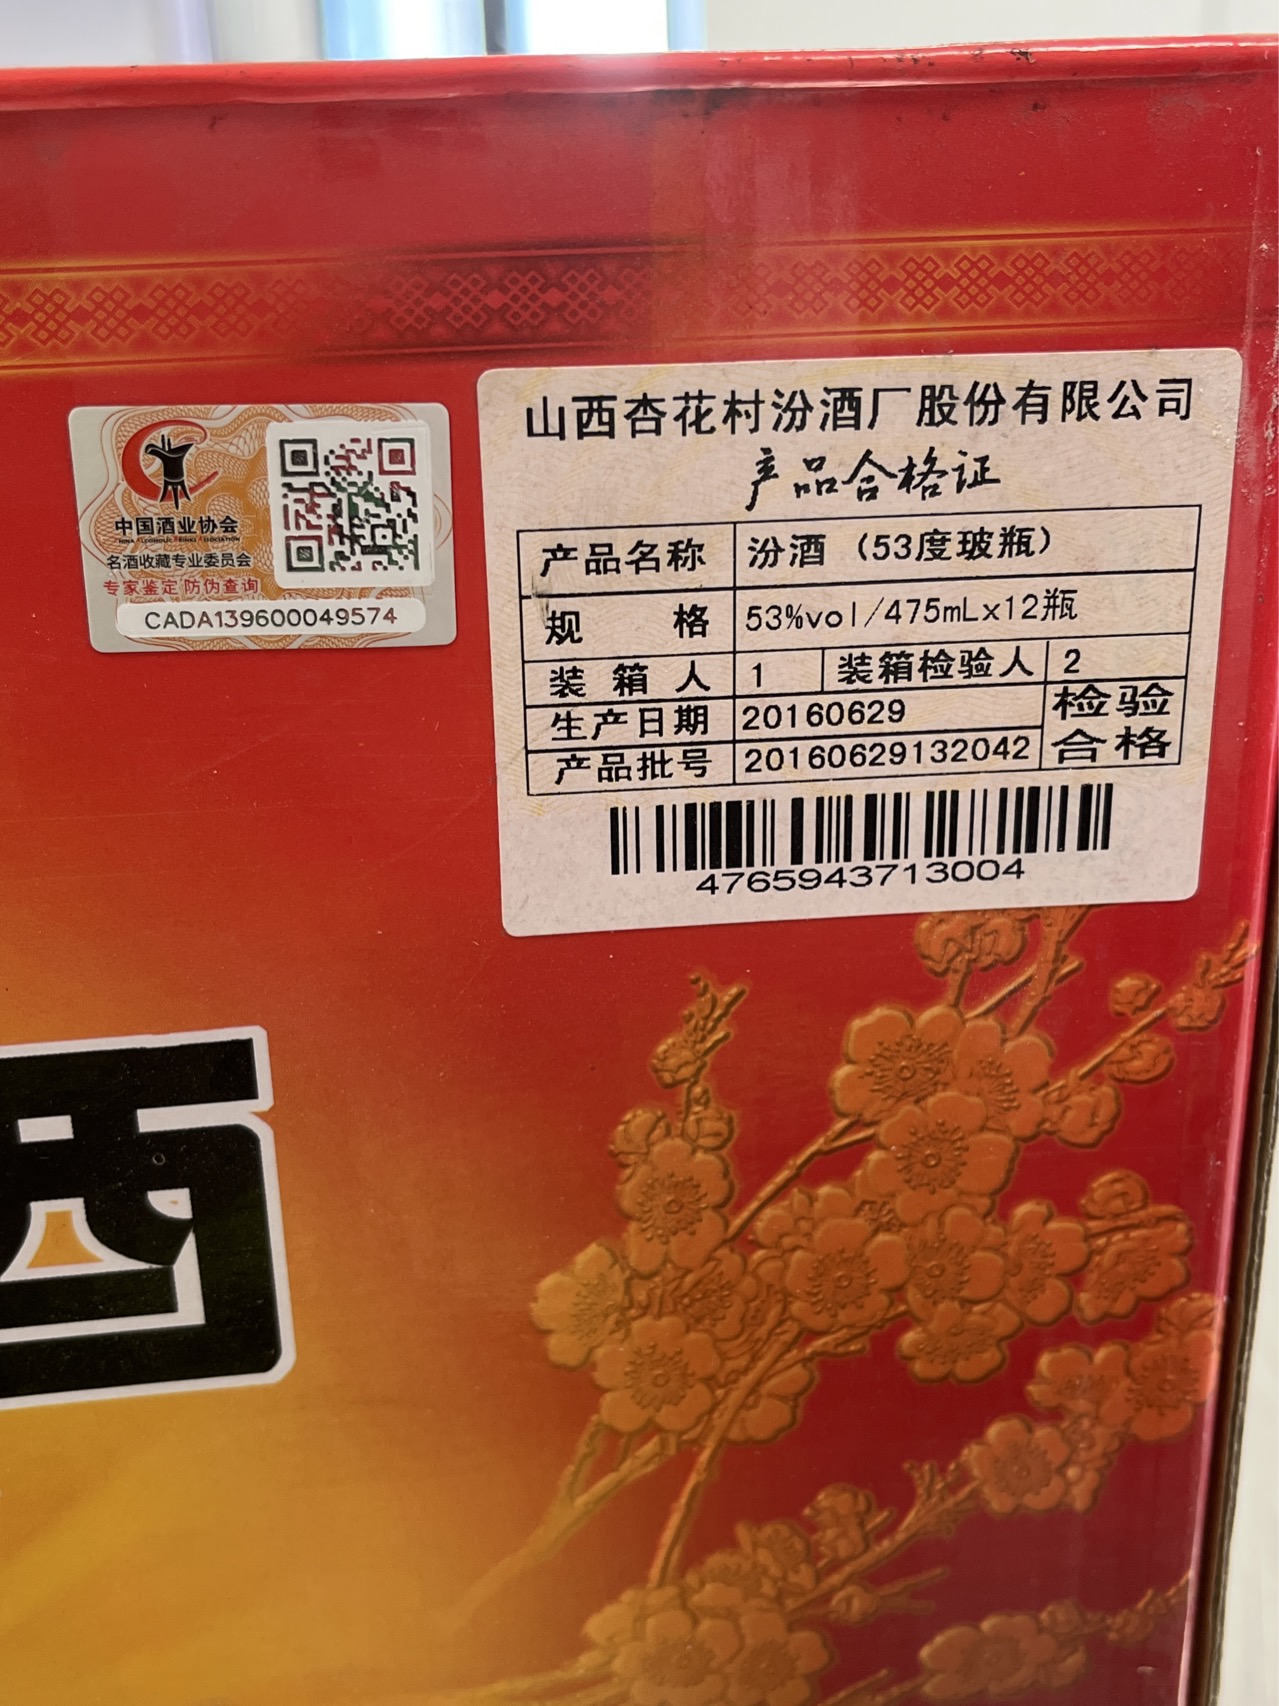 山西杏花村汾酒厂股份有限公司
产品合格证
产品名称 汾酒（53度玻瓶）
规 格 53%vol/475mLx12瓶
装 箱 人 1 装箱检验人 2
生产日期 20160629 检验
产品批号 20160629132042 合格
4765943713004
中国酒业协会
CHINA ALCOHOLIC DRINKS ASSOCIATION
名酒收藏专业委员会
专家鉴定 防伪查询
CADA139600049574